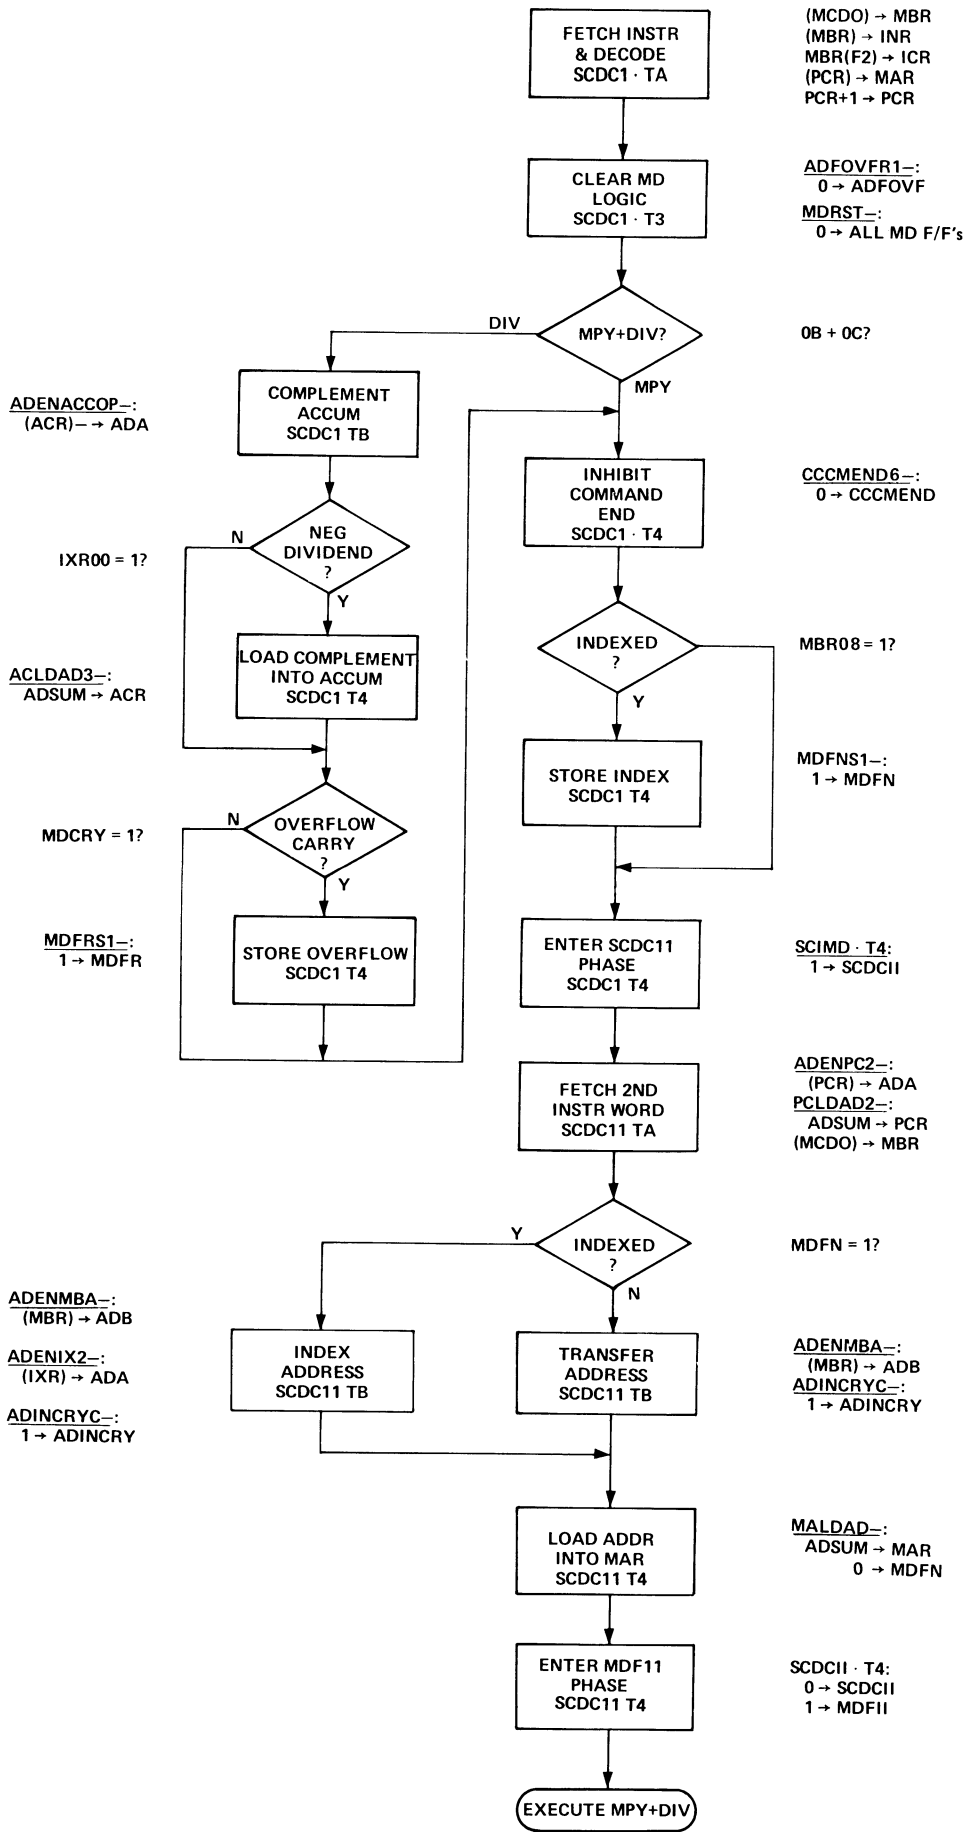 FETCH INSTR
& DECODE
SCDC1 · TA
(MCDO) → MBR
(MBR) → INR
MBR(F2) → ICR
(PCR) → MAR
PCR+1 → PCR
CLEAR MD
LOGIC
SCDC1 · T3
ADFOVFR1–:
0 → ADFOVF
MDRST–:
0 → ALL MD F/F's
DIV
MPY+DIV?
MPY
0B + 0C?
ADENACCOP–:
(ACR)– → ADA
COMPLEMENT
ACCUM
SCDC1 TB
INHIBIT
COMMAND
END
SCDC1 · T4
CCCMEND6–:
0 → CCCMEND
IXR00 = 1?
N
NEG
DIVIDEND
?
Y
INDEXED
?
Y
MBR08 = 1?
ACLDAD3–:
ADSUM → ACR
LOAD COMPLEMENT
INTO ACCUM
SCDC1 T4
STORE INDEX
SCDC1 T4
MDFNS1–:
1 → MDFN
MDCRY = 1?
N
OVERFLOW
CARRY
?
Y
MDFRS1–:
1 → MDFR
STORE OVERFLOW
SCDC1 T4
ENTER SCDC11
PHASE
SCDC1 T4
SCIMD · T4:
1 → SCDCII
FETCH 2ND
INSTR WORD
SCDC11 TA
ADENPC2–:
(PCR) → ADA
PCLDAD2–:
ADSUM → PCR
(MCDO) → MBR
Y
INDEXED
?
N
MDFN = 1?
ADENMBA–:
(MBR) → ADB
ADENIX2–:
(IXR) → ADA
ADINCRYC–:
1 → ADINCRY
INDEX
ADDRESS
SCDC11 TB
TRANSFER
ADDRESS
SCDC11 TB
ADENMBA–:
(MBR) → ADB
ADINCRYC–:
1 → ADINCRY
LOAD ADDR
INTO MAR
SCDC11 T4
MALDAD–:
ADSUM → MAR
0 → MDFN
ENTER MDF11
PHASE
SCDC11 T4
SCDCII · T4:
0 → SCDCII
1 → MDFII
EXECUTE MPY+DIV